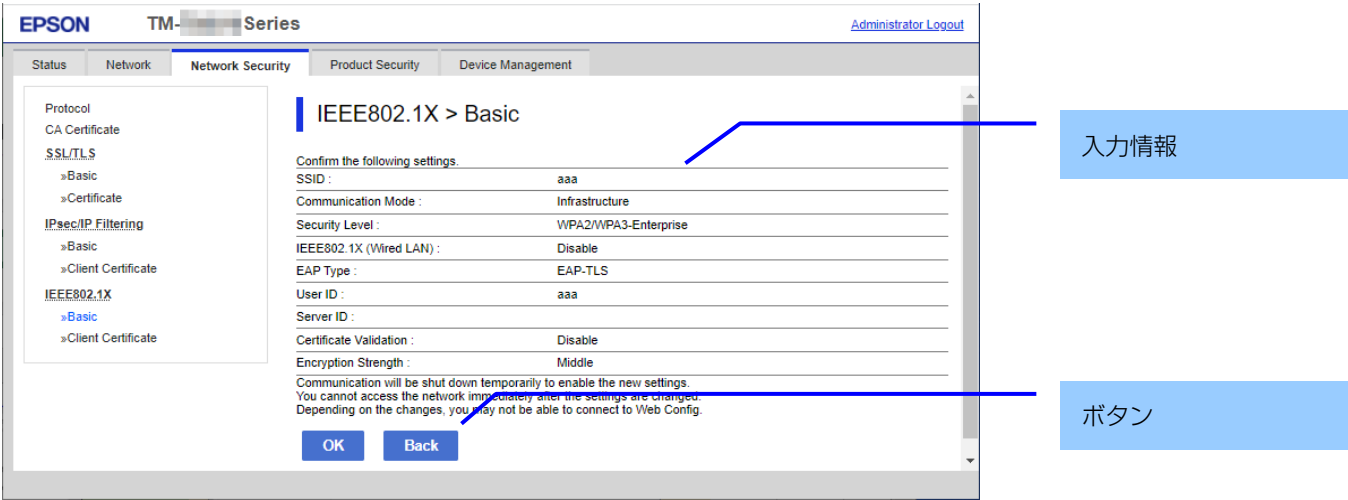 EPSON TM- Series Administrator Logout
Status Network Network Security Product Security Device Management
Protocol
CA Certificate
SSL/TLS
»Basic
»Certificate
IPsec/IP Filtering
»Basic
»Client Certificate
IEEE802.1X
»Basic
»Client Certificate
IEEE802.1X > Basic
Confirm the following settings.
SSID : aaa
Communication Mode : Infrastructure
Security Level : WPA2/WPA3-Enterprise
IEEE802.1X (Wired LAN) : Disable
EAP Type : EAP-TLS
User ID : aaa
Server ID :
Certificate Validation : Disable
Encryption Strength : Middle
Communication will be shut down temporarily to enable the new settings.
You cannot access the network immediately after the settings are changed.
Depending on the changes, you may not be able to connect to Web Config.
OK Back
入力情報
ボタン